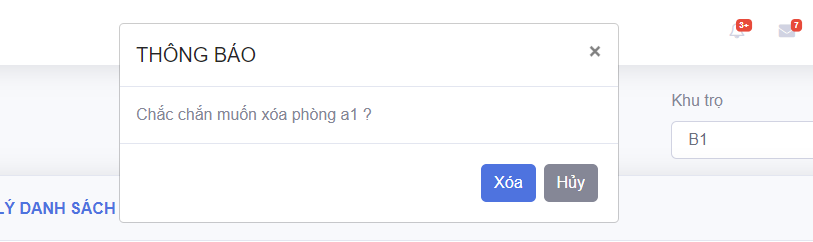 3+
7
THÔNG BÁO
×
Chắc chắn muốn xóa phòng a1 ?
Khu trọ
B1
Xóa
Hủy
LÝ DANH SÁCH